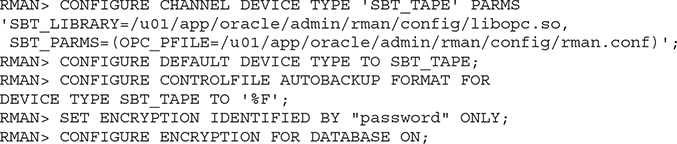 RMAN> CONFIGURE CHANNEL DEVICE TYPE 'SBT_TAPE' PARMS
'SBT_LIBRARY=/u01/app/oracle/admin/rman/config/libopc.so,
SBT_PARMS=(OPC_PFILE=/u01/app/oracle/admin/rman/config/rman.conf)';
RMAN> CONFIGURE DEFAULT DEVICE TYPE TO SBT_TAPE;
RMAN> CONFIGURE CONTROLFILE AUTOBACKUP FORMAT FOR
DEVICE TYPE SBT_TAPE TO '%F';
RMAN> SET ENCRYPTION IDENTIFIED BY "password" ONLY;
RMAN> CONFIGURE ENCRYPTION FOR DATABASE ON;